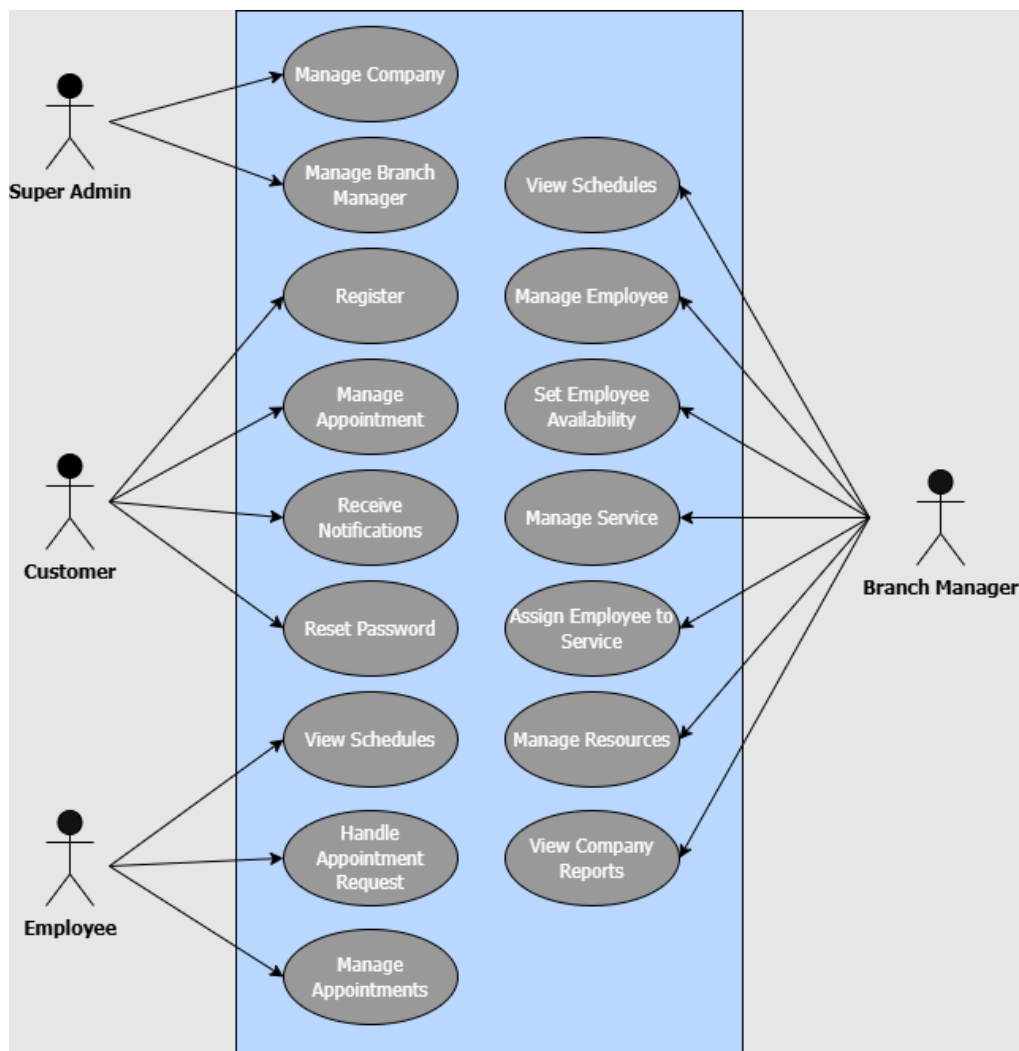 Manage Company
Super Admin
Manage Branch
Manager
View Schedules
Register
Manage Employee
Manage
Appointment
Set Employee
Availability
Customer
Receive
Notifications
Manage Service
Branch Manager
Reset Password
Assign Employee to
Service
View Schedules
Manage Resources
Employee
Handle
Appointment
Request
View Company
Reports
Manage
Appointments